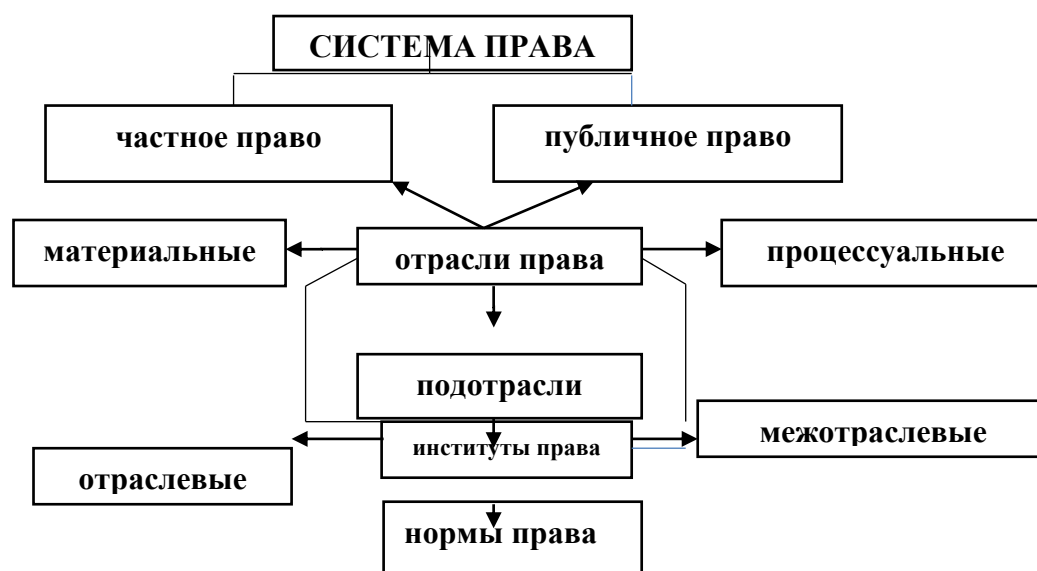 СИСТЕМА ПРАВА
частное право
публичное право
материальные
отрасли права
процессуальные
подотрасли
межотраслевые
институты права
отраслевые
нормы права